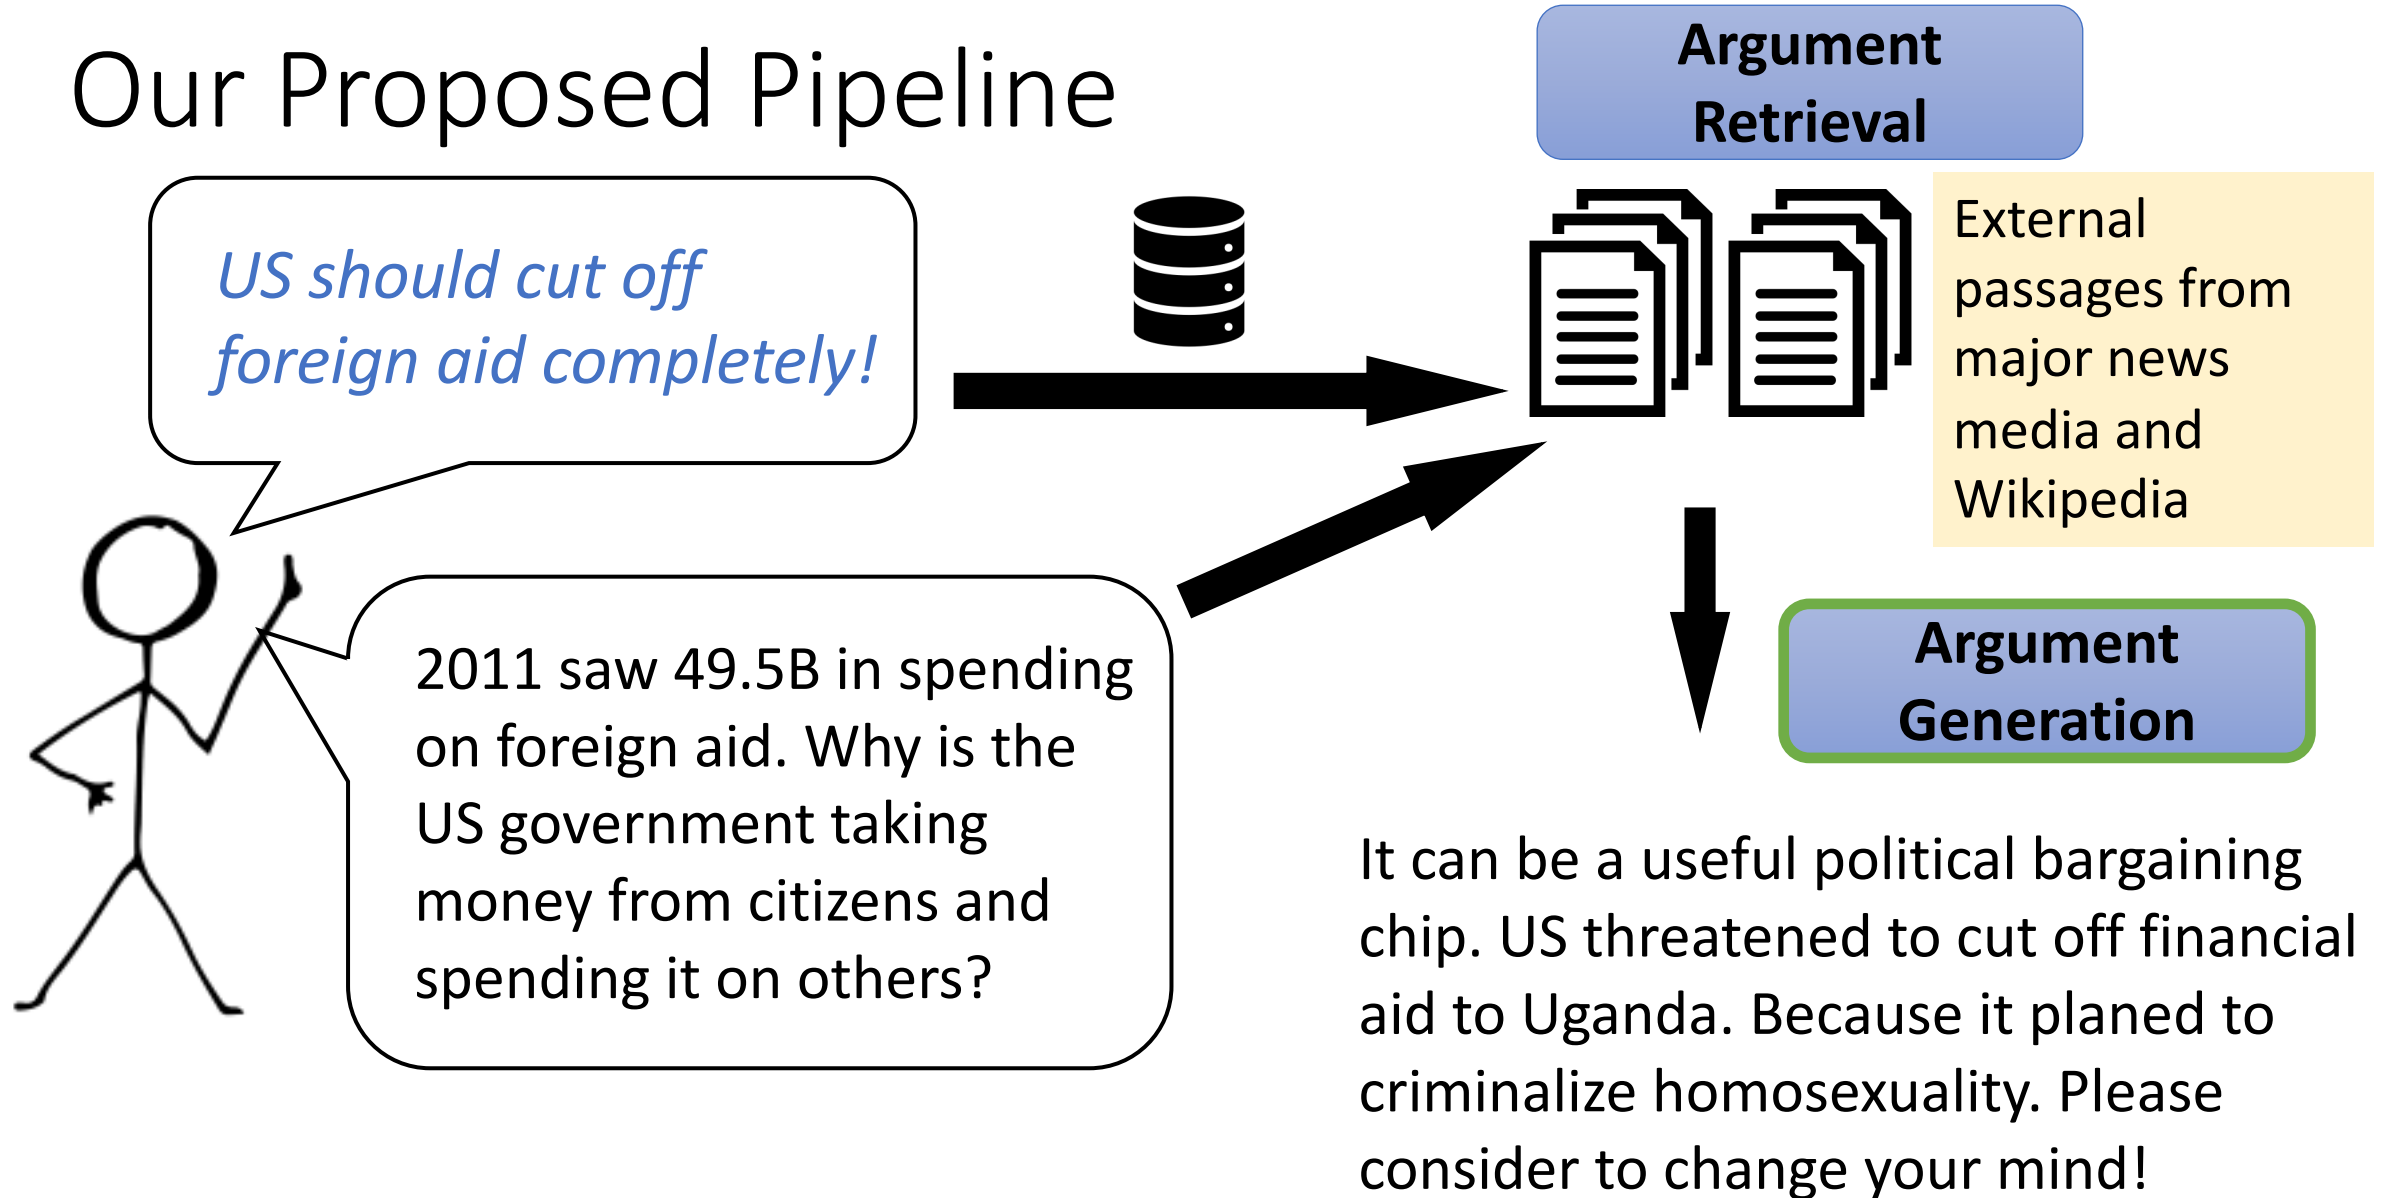 Our Proposed Pipeline
Argument
Retrieval
US should cut off
foreign aid completely!
External
passages from
major news
media and
Wikipedia
2011 saw 49.5B in spending
on foreign aid. Why is the
US government taking
money from citizens and
spending it on others?
Argument
Generation
It can be a useful political bargaining
chip. US threatened to cut off financial
aid to Uganda. Because it planed to
criminalize homosexuality. Please
consider to change your mind!